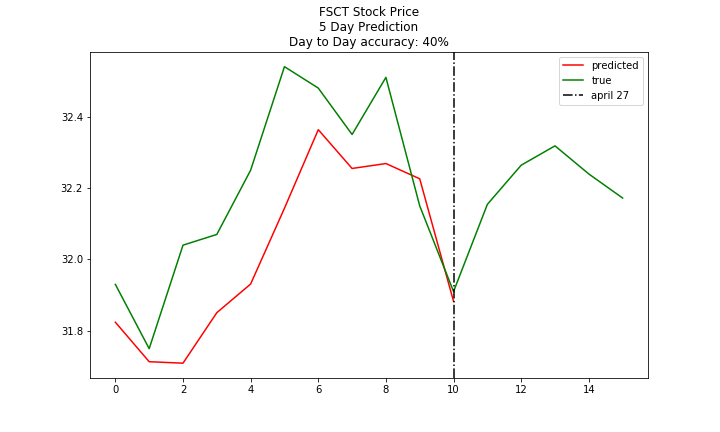 FSCT Stock Price
5 Day Prediction
Day to Day accuracy: 40%
predicted
true
april 27
32.4
32.2
32.0
31.8
0 2 4 6 8 10 12 14